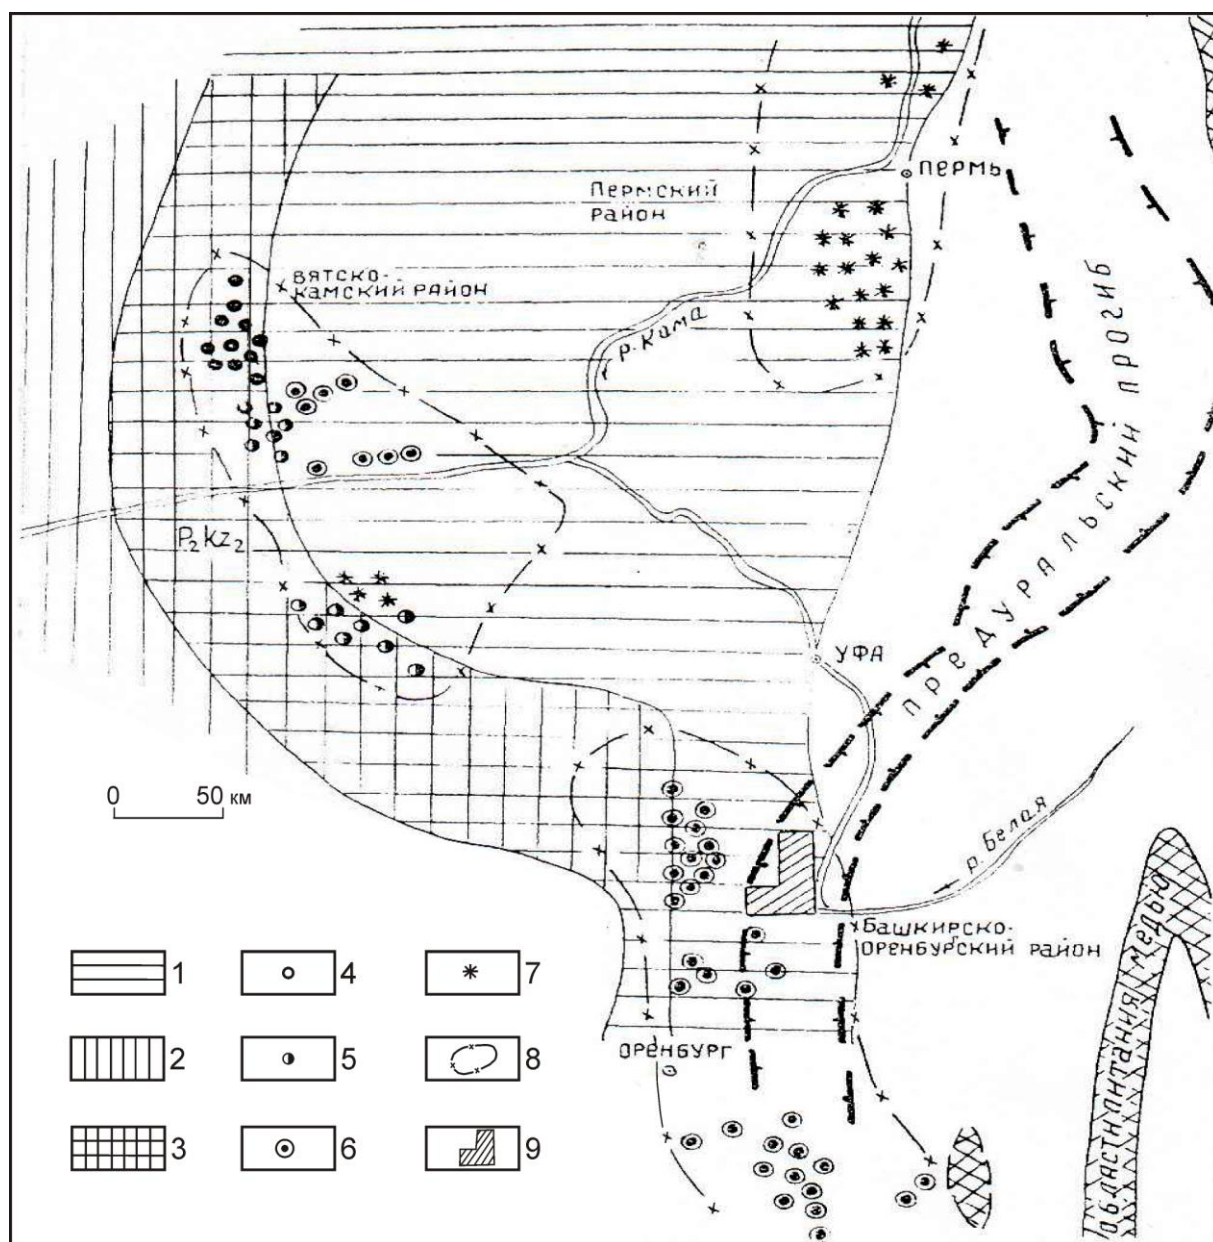 ПЕРМЬ
Пермский
район
ВЯТСКО-
КАМСКИЙ РАЙОН
р. Кама
ПРЕДУРАЛЬСКИЙ ПРОГИБ
P₂kz₂
УФА
0 50 км
р. Белая
Башкирско-
Оренбургский район
ОРЕНБУРГ
область питания медью
1
4
7
2
5
8
3
6
9